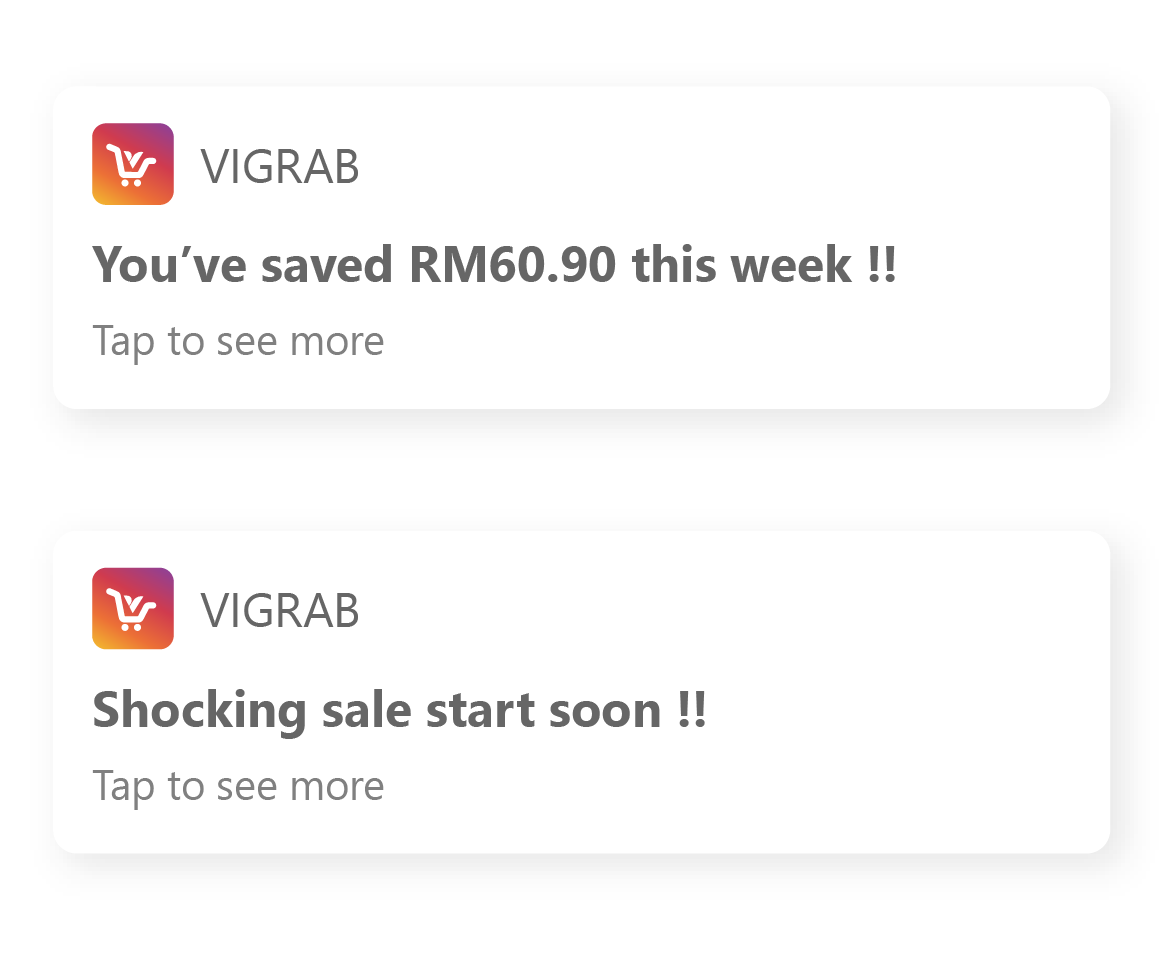 VIGRAB
You’ve saved RM60.90 this week !!
Tap to see more
VIGRAB
Shocking sale start soon !!
Tap to see more